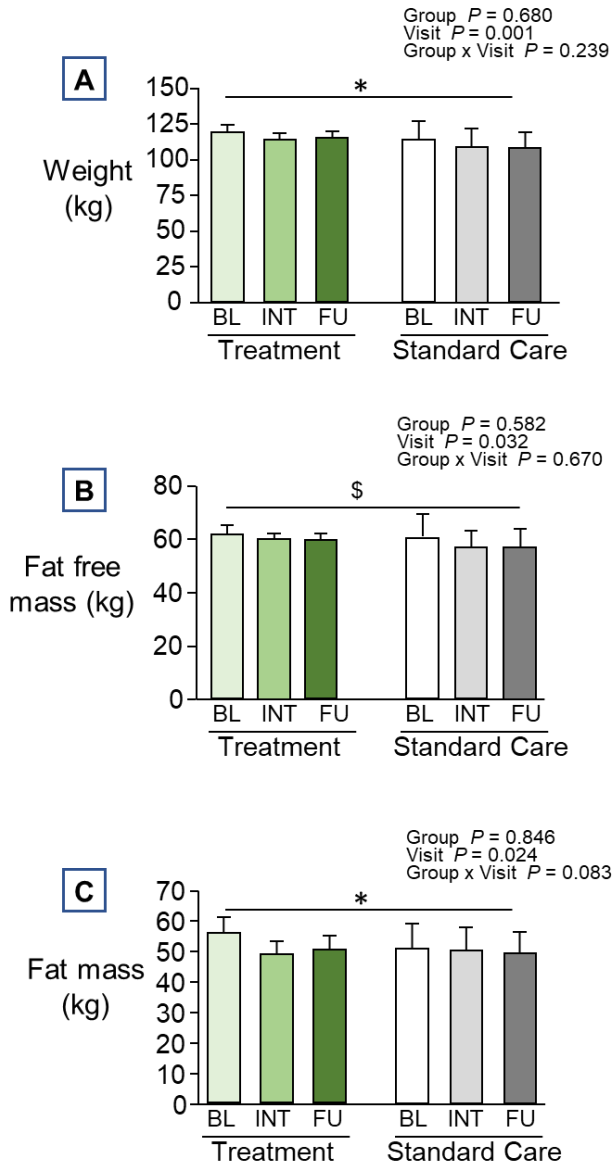 Group P = 0.680
Visit P = 0.001
Group x Visit P = 0.239
A
*
Weight
(kg)
150
125
100
75
50
25
0
BL INT FU BL INT FU
Treatment Standard Care
Group P = 0.582
Visit P = 0.032
Group x Visit P = 0.670
B
$
Fat free
mass (kg)
80
60
40
20
0
BL INT FU BL INT FU
Treatment Standard Care
Group P = 0.846
Visit P = 0.024
Group x Visit P = 0.083
C
*
Fat mass
(kg)
70
60
50
40
30
20
10
0
BL INT FU BL INT FU
Treatment Standard Care